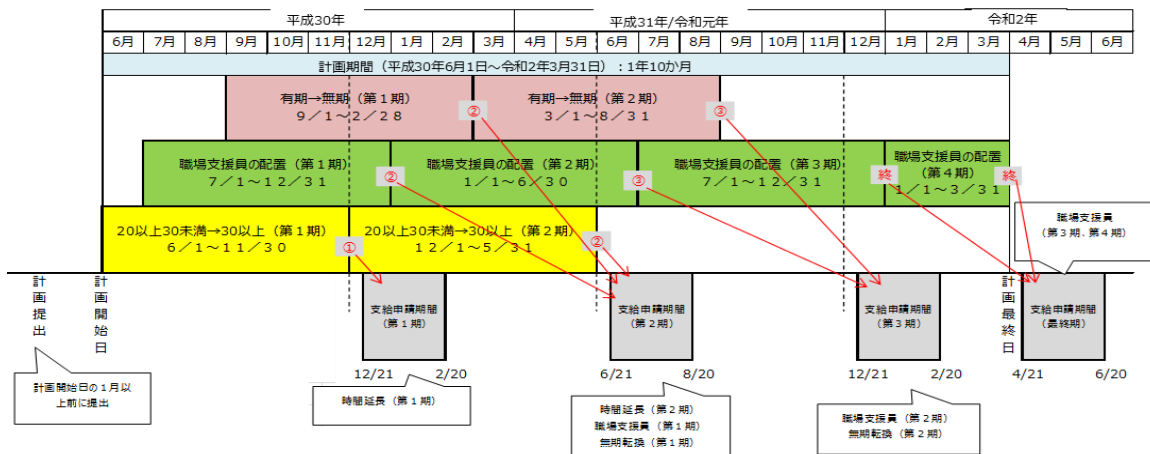 平成30年
平成31年/令和元年
令和2年
6月 7月 8月 9月 10月 11月 12月 1月 2月 3月 4月 5月 6月 7月 8月 9月 10月 11月 12月 1月 2月 3月 4月 5月 6月
計画期間（平成30年6月1日～令和2年3月31日）：1年10か月
有期→無期（第１期）
９／１～２／２８
②
有期→無期（第２期）
３／１～８／３１
③
職場支援員の配置（第１期）
７／１～１２／３１
②
職場支援員の配置（第２期）
１/１～６／３０
③
職場支援員の配置（第３期）
７／１～１２／３１
終
職場支援員の配置
（第４期）
１/１～３/３１
終
20以上30未満→30以上（第１期）
６/１～１１/３０
①
20以上30未満→30以上（第２期）
１２/１～５/３１
②
職場支援員
（第３期、第４期）
計画提出
計画開始日
支給申請期間
（第１期）
支給申請期間
（第２期）
支給申請期間
（第３期）
計画最終日
支給申請期間
（最終期）
12/21
2/20
6/21
8/20
12/21
2/20
4/21
6/20
計画開始日の１月以
上前に提出
時間延長（第１期）
時間延長（第２期）
職場支援員（第１期）
無期転換（第１期）
職場支援員（第２期）
無期転換（第２期）